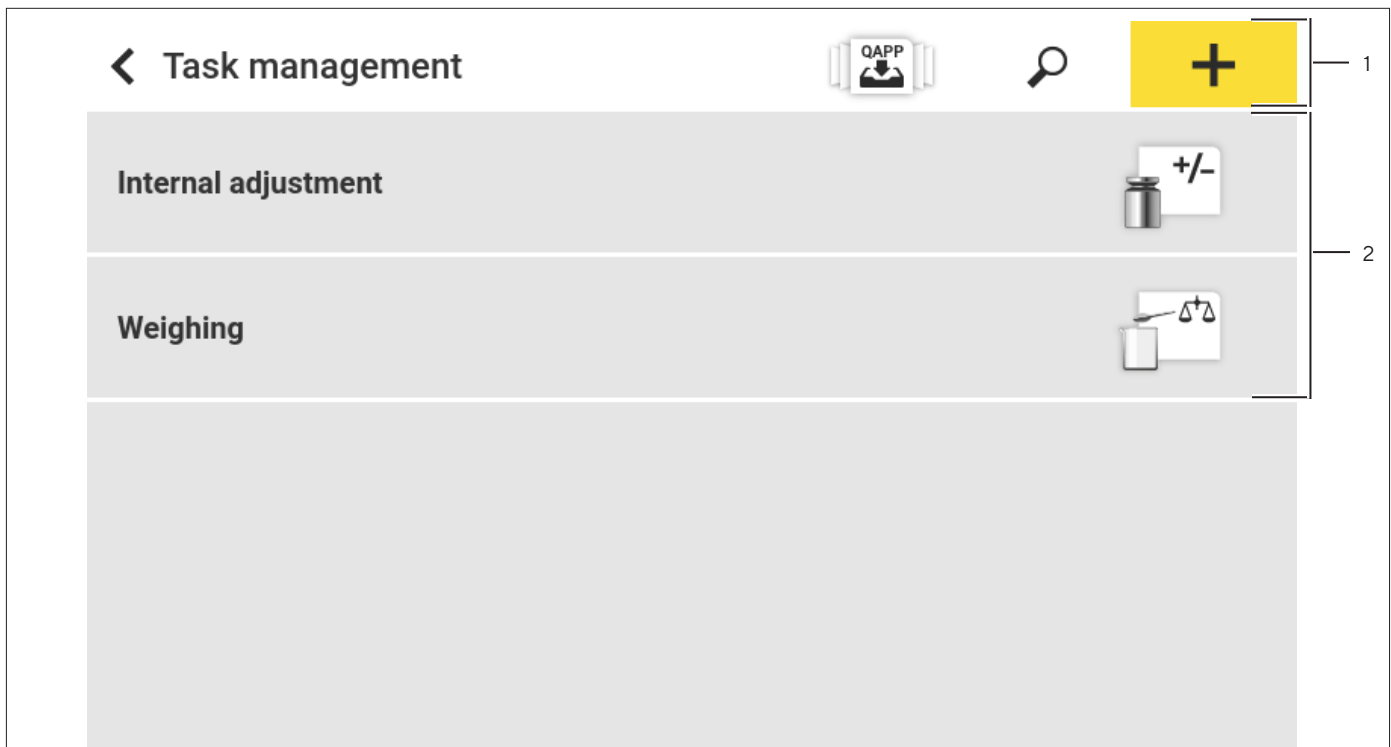 Task management
QAPP
1
Internal adjustment
+/-
2
Weighing